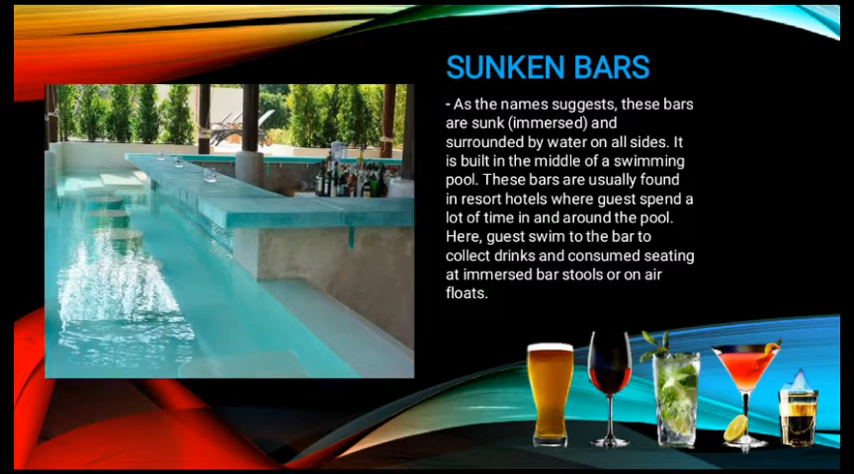 SUNKEN BARS
- As the names suggests, these bars
are sunk (immersed) and
surrounded by water on all sides. It
is built in the middle of a swimming
pool. These bars are usually found
in resort hotels where guest spend a
lot of time in and around the pool.
Here, guest swim to the bar to
collect drinks and consumed seating
at immersed bar stools or on air
floats.